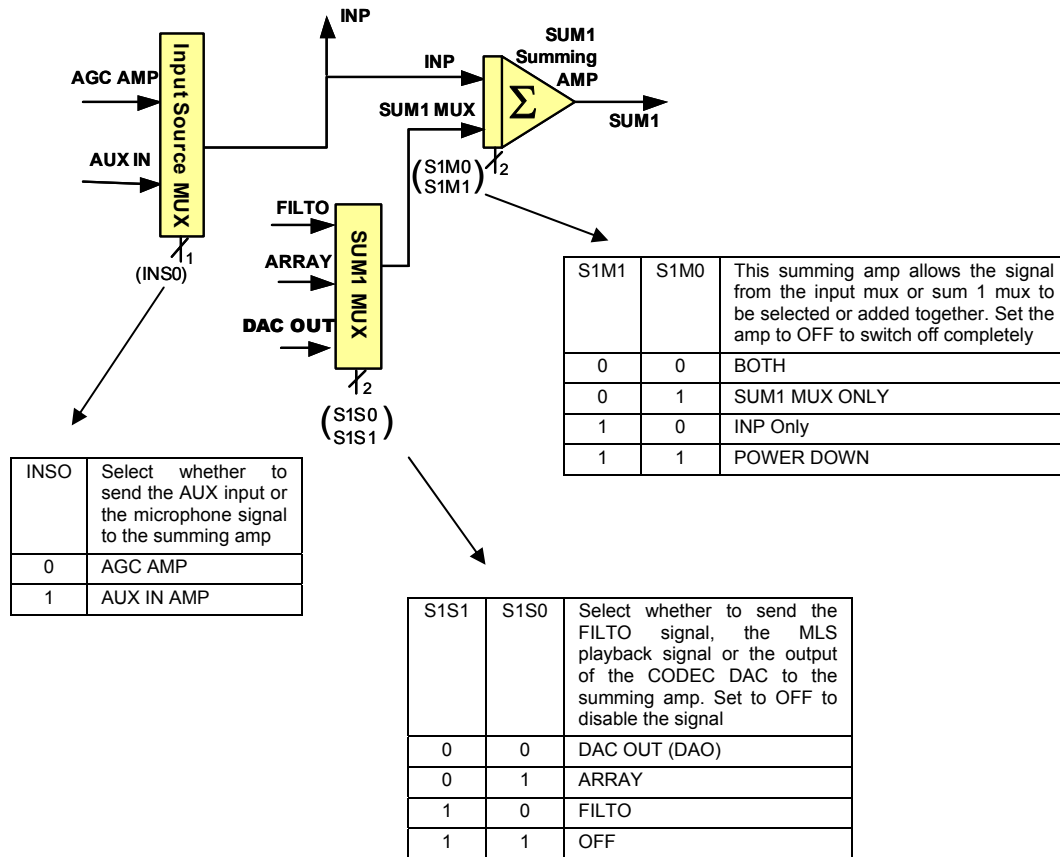 INP
AGC AMP
AUX IN
Input Source MUX
1
(INS0)
INP
SUM1 MUX
SUM1
Summing
AMP
Σ
SUM1
2
(S1M0
S1M1)
FILTO
ARRAY
DAC OUT
SUM1 MUX
2
(S1S0
S1S1)
S1M1 S1M0 This summing amp allows the signal
from the input mux or sum 1 mux to
be selected or added together. Set the
amp to OFF to switch off completely
0 0 BOTH
0 1 SUM1 MUX ONLY
1 0 INP Only
1 1 POWER DOWN
INSO Select whether to
send the AUX input or
the microphone signal
to the summing amp
0 AGC AMP
1 AUX IN AMP
S1S1 S1S0 Select whether to send the
FILTO signal, the MLS
playback signal or the output
of the CODEC DAC to the
summing amp. Set to OFF to
disable the signal
0 0 DAC OUT (DAO)
0 1 ARRAY
1 0 FILTO
1 1 OFF